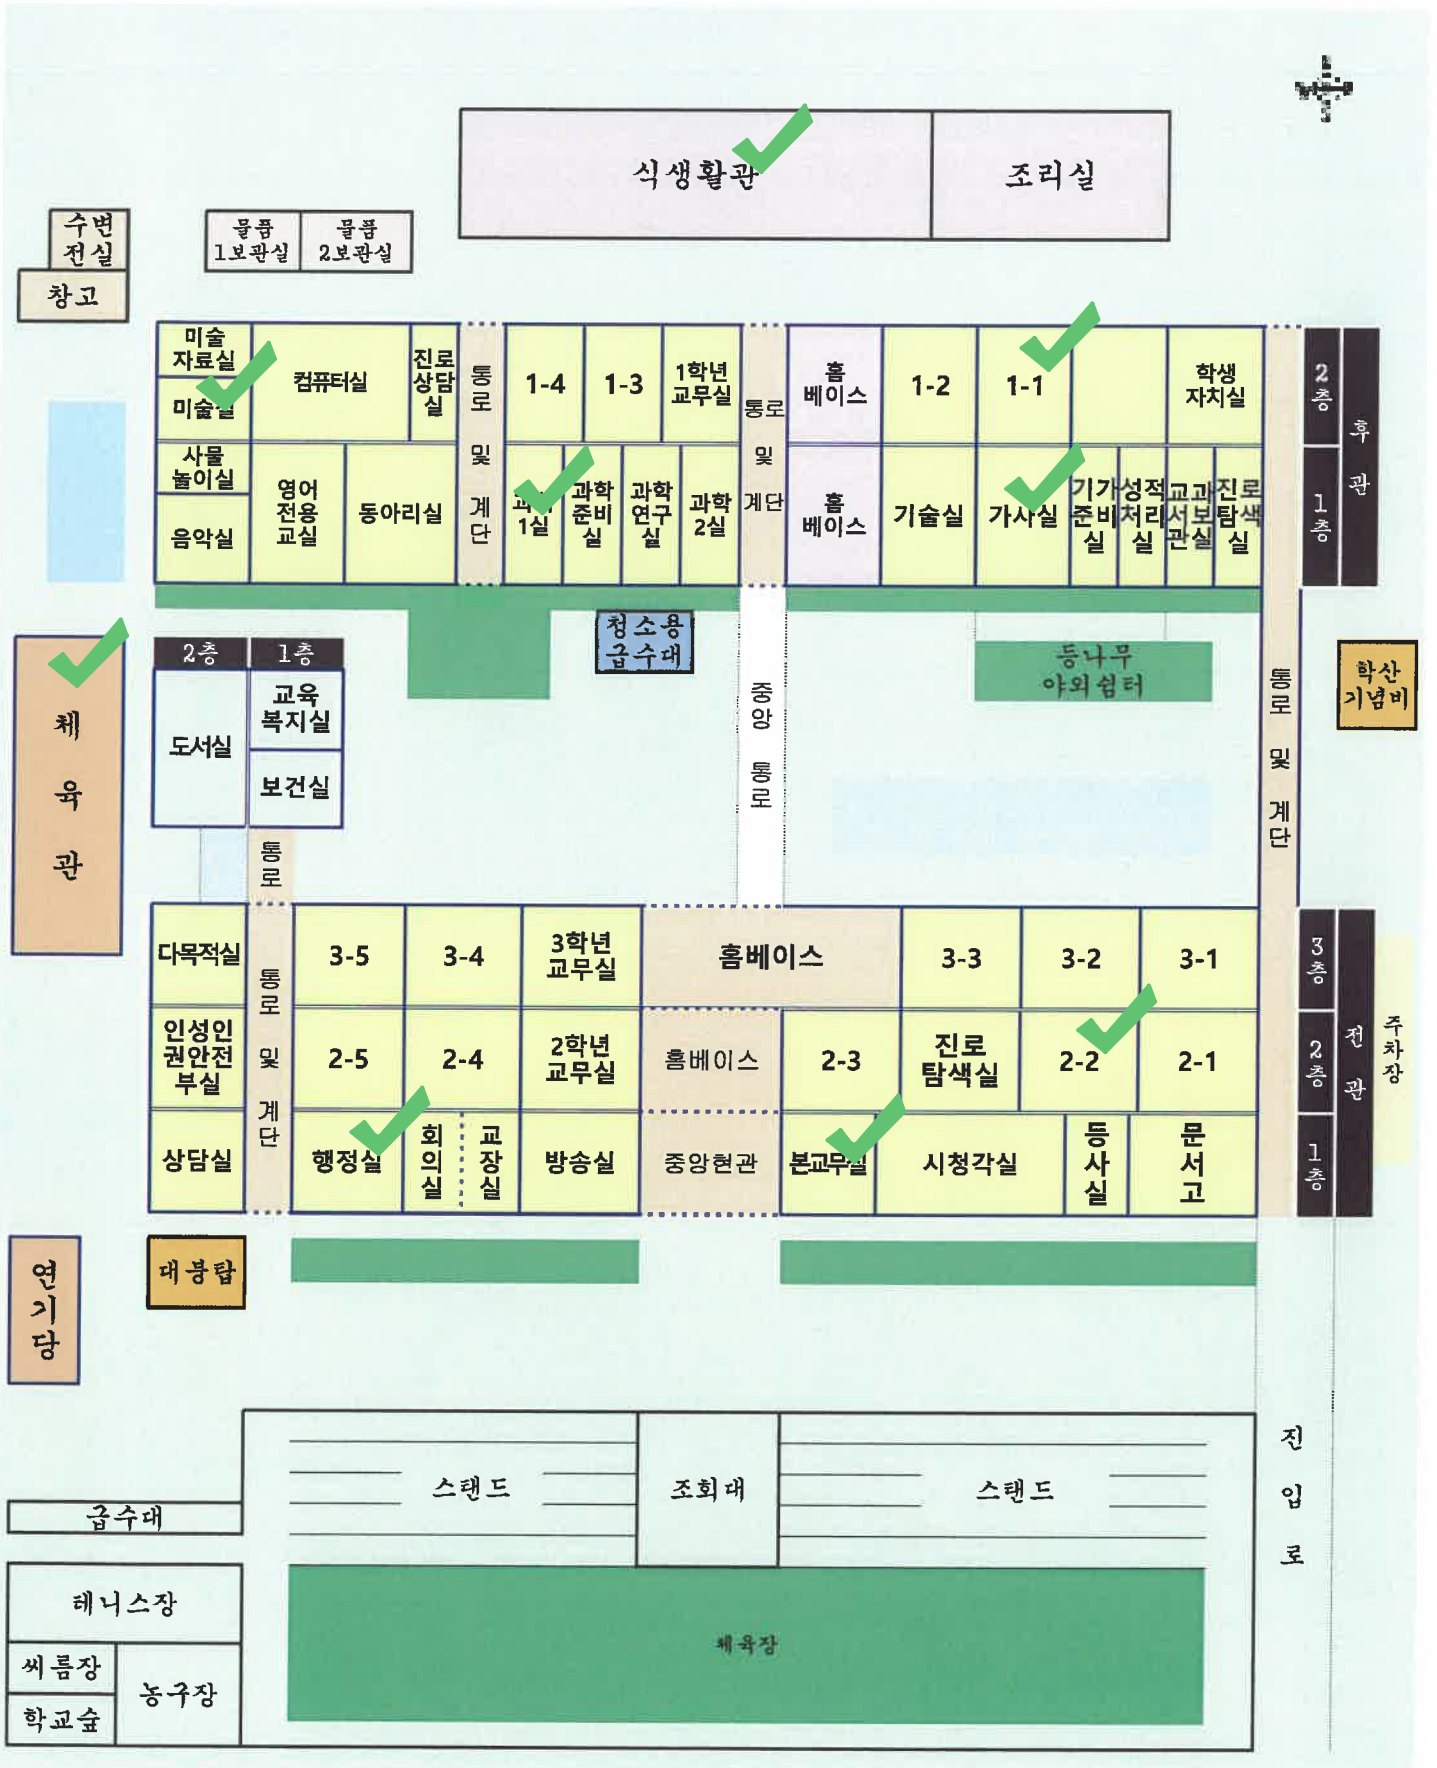 식생활관
조리실
수변
전실
창고
물품
1보관실
물품
2보관실
미술
자료실
미술실
컴퓨터실
진로
상담
실
통로 및 계단
1-4
1-3
1학년
교무실
통로
및
계단
홈
베이스
1-2
1-1
학생
자치실
2층
후관
사물
놀이실
음악실
영어
전용
교실
동아리실
1실
과학
준비
실
과학
연구
실
과학
2실
홈
베이스
기술실
가사실
기가
준비
실
성적
처리
실
교과
서보
관실
진로
탐색
실
1층
청소용
급수대
등나무
야외쉼터
체육관
2층
1층
도서실
교육
복지실
보건실
통로
중앙 통로
통로 및 계단
학산
기념비
다목적실
통로 및 계단
3-5
3-4
3학년
교무실
홈베이스
3-3
3-2
3-1
3층
전관
주차장
인성인
권안전
부실
2-5
2-4
2학년
교무실
홈베이스
2-3
진로
탐색실
2-2
2-1
2층
상담실
행정실
회의실
교장실
방송실
중앙현관
본교무실
시청각실
등사실
문서고
1층
연기당
대붕탑
진입로
스탠드
조회대
스탠드
급수대
테니스장
씨름장
학교숲
농구장
체육장